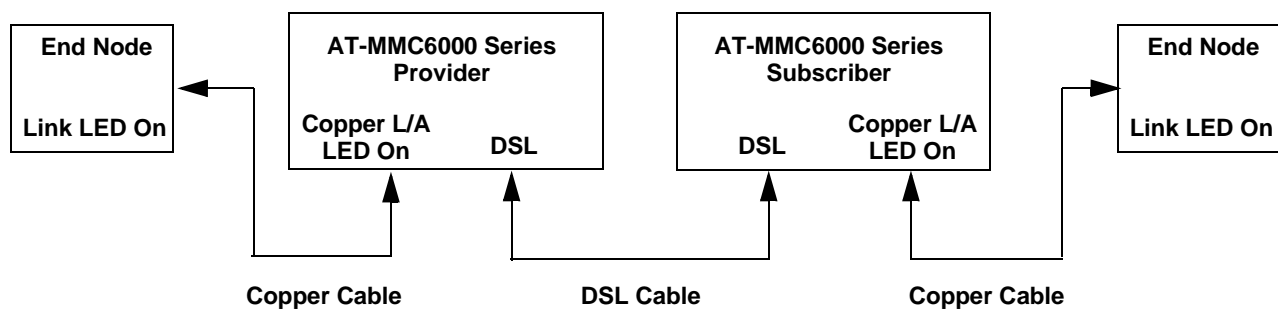 End Node
Link LED On
AT-MMC6000 Series
Provider
Copper L/A
LED On
DSL
AT-MMC6000 Series
Subscriber
DSL
Copper L/A
LED On
End Node
Link LED On
Copper Cable
DSL Cable
Copper Cable